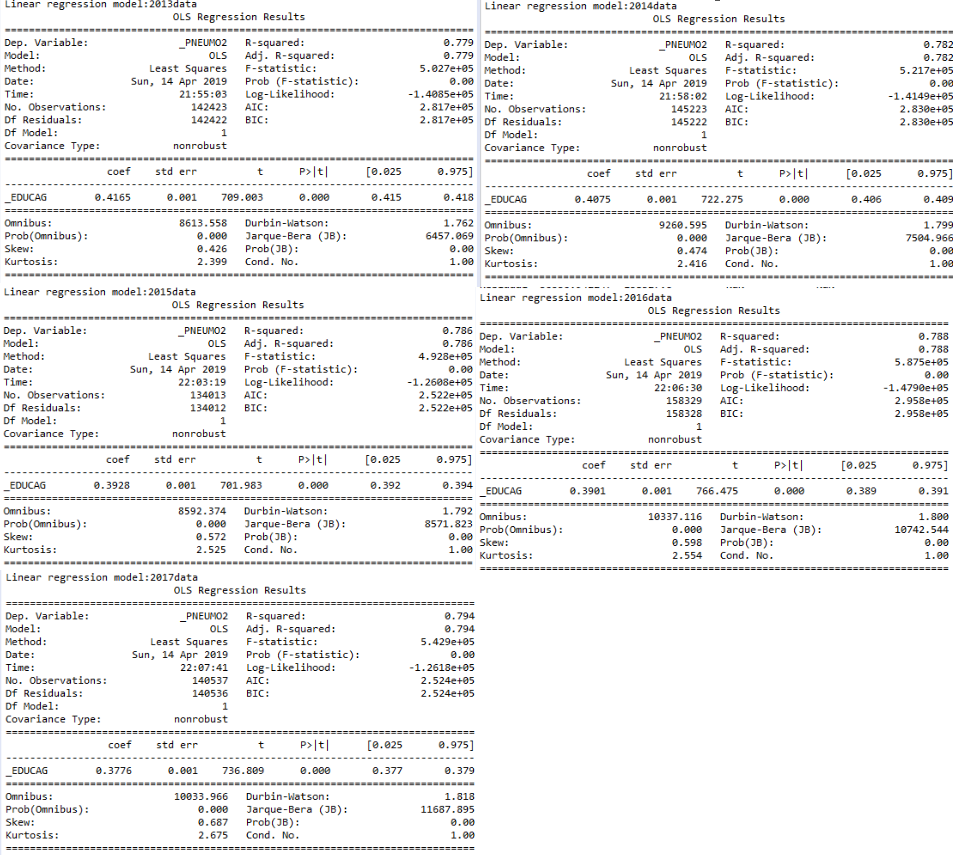 Linear regression model:2013data
OLS Regression Results
==============================================================================
Dep. Variable: _PNEUMO2 R-squared: 0.779
Model: OLS Adj. R-squared: 0.779
Method: Least Squares F-statistic: 5.027e+05
Date: Sun, 14 Apr 2019 Prob (F-statistic): 0.00
Time: 21:55:03 Log-Likelihood: -1.4085e+05
No. Observations: 142423 AIC: 2.817e+05
Df Residuals: 142422 BIC: 2.817e+05
Df Model: 1
Covariance Type: nonrobust
==============================================================================
coef std err t P>|t| [0.025 0.975]
------------------------------------------------------------------------------
_EDUCAG 0.4165 0.001 709.003 0.000 0.415 0.418
==============================================================================
Omnibus: 8613.558 Durbin-Watson: 1.762
Prob(Omnibus): 0.000 Jarque-Bera (JB): 6457.069
Skew: 0.426 Prob(JB): 0.00
Kurtosis: 2.399 Cond. No. 1.00
==============================================================================
Linear regression model:2014data
OLS Regression Results
==============================================================================
Dep. Variable: _PNEUMO2 R-squared: 0.782
Model: OLS Adj. R-squared: 0.782
Method: Least Squares F-statistic: 5.217e+05
Date: Sun, 14 Apr 2019 Prob (F-statistic): 0.00
Time: 21:58:02 Log-Likelihood: -1.4149e+05
No. Observations: 145223 AIC: 2.830e+05
Df Residuals: 145222 BIC: 2.830e+05
Df Model: 1
Covariance Type: nonrobust
==============================================================================
coef std err t P>|t| [0.025 0.975]
------------------------------------------------------------------------------
_EDUCAG 0.4075 0.001 722.275 0.000 0.406 0.409
==============================================================================
Omnibus: 9260.595 Durbin-Watson: 1.799
Prob(Omnibus): 0.000 Jarque-Bera (JB): 7504.966
Skew: 0.474 Prob(JB): 0.00
Kurtosis: 2.416 Cond. No. 1.00
==============================================================================
Linear regression model:2015data
OLS Regression Results
==============================================================================
Dep. Variable: _PNEUMO2 R-squared: 0.786
Model: OLS Adj. R-squared: 0.786
Method: Least Squares F-statistic: 4.928e+05
Date: Sun, 14 Apr 2019 Prob (F-statistic): 0.00
Time: 22:03:19 Log-Likelihood: -1.2608e+05
No. Observations: 134013 AIC: 2.522e+05
Df Residuals: 134012 BIC: 2.522e+05
Df Model: 1
Covariance Type: nonrobust
==============================================================================
coef std err t P>|t| [0.025 0.975]
------------------------------------------------------------------------------
_EDUCAG 0.3928 0.001 701.983 0.000 0.392 0.394
==============================================================================
Omnibus: 8592.374 Durbin-Watson: 1.792
Prob(Omnibus): 0.000 Jarque-Bera (JB): 8571.823
Skew: 0.572 Prob(JB): 0.00
Kurtosis: 2.525 Cond. No. 1.00
==============================================================================
Linear regression model:2016data
OLS Regression Results
==============================================================================
Dep. Variable: _PNEUMO2 R-squared: 0.788
Model: OLS Adj. R-squared: 0.788
Method: Least Squares F-statistic: 5.875e+05
Date: Sun, 14 Apr 2019 Prob (F-statistic): 0.00
Time: 22:06:30 Log-Likelihood: -1.4790e+05
No. Observations: 158329 AIC: 2.958e+05
Df Residuals: 158328 BIC: 2.958e+05
Df Model: 1
Covariance Type: nonrobust
==============================================================================
coef std err t P>|t| [0.025 0.975]
------------------------------------------------------------------------------
_EDUCAG 0.3901 0.001 766.475 0.000 0.389 0.391
==============================================================================
Omnibus: 10337.116 Durbin-Watson: 1.800
Prob(Omnibus): 0.000 Jarque-Bera (JB): 10742.544
Skew: 0.598 Prob(JB): 0.00
Kurtosis: 2.554 Cond. No. 1.00
==============================================================================
Linear regression model:2017data
OLS Regression Results
==============================================================================
Dep. Variable: _PNEUMO2 R-squared: 0.794
Model: OLS Adj. R-squared: 0.794
Method: Least Squares F-statistic: 5.429e+05
Date: Sun, 14 Apr 2019 Prob (F-statistic): 0.00
Time: 22:07:41 Log-Likelihood: -1.2618e+05
No. Observations: 140537 AIC: 2.524e+05
Df Residuals: 140536 BIC: 2.524e+05
Df Model: 1
Covariance Type: nonrobust
==============================================================================
coef std err t P>|t| [0.025 0.975]
------------------------------------------------------------------------------
_EDUCAG 0.3776 0.001 736.809 0.000 0.377 0.379
==============================================================================
Omnibus: 10033.966 Durbin-Watson: 1.818
Prob(Omnibus): 0.000 Jarque-Bera (JB): 11687.895
Skew: 0.687 Prob(JB): 0.00
Kurtosis: 2.675 Cond. No. 1.00
==============================================================================